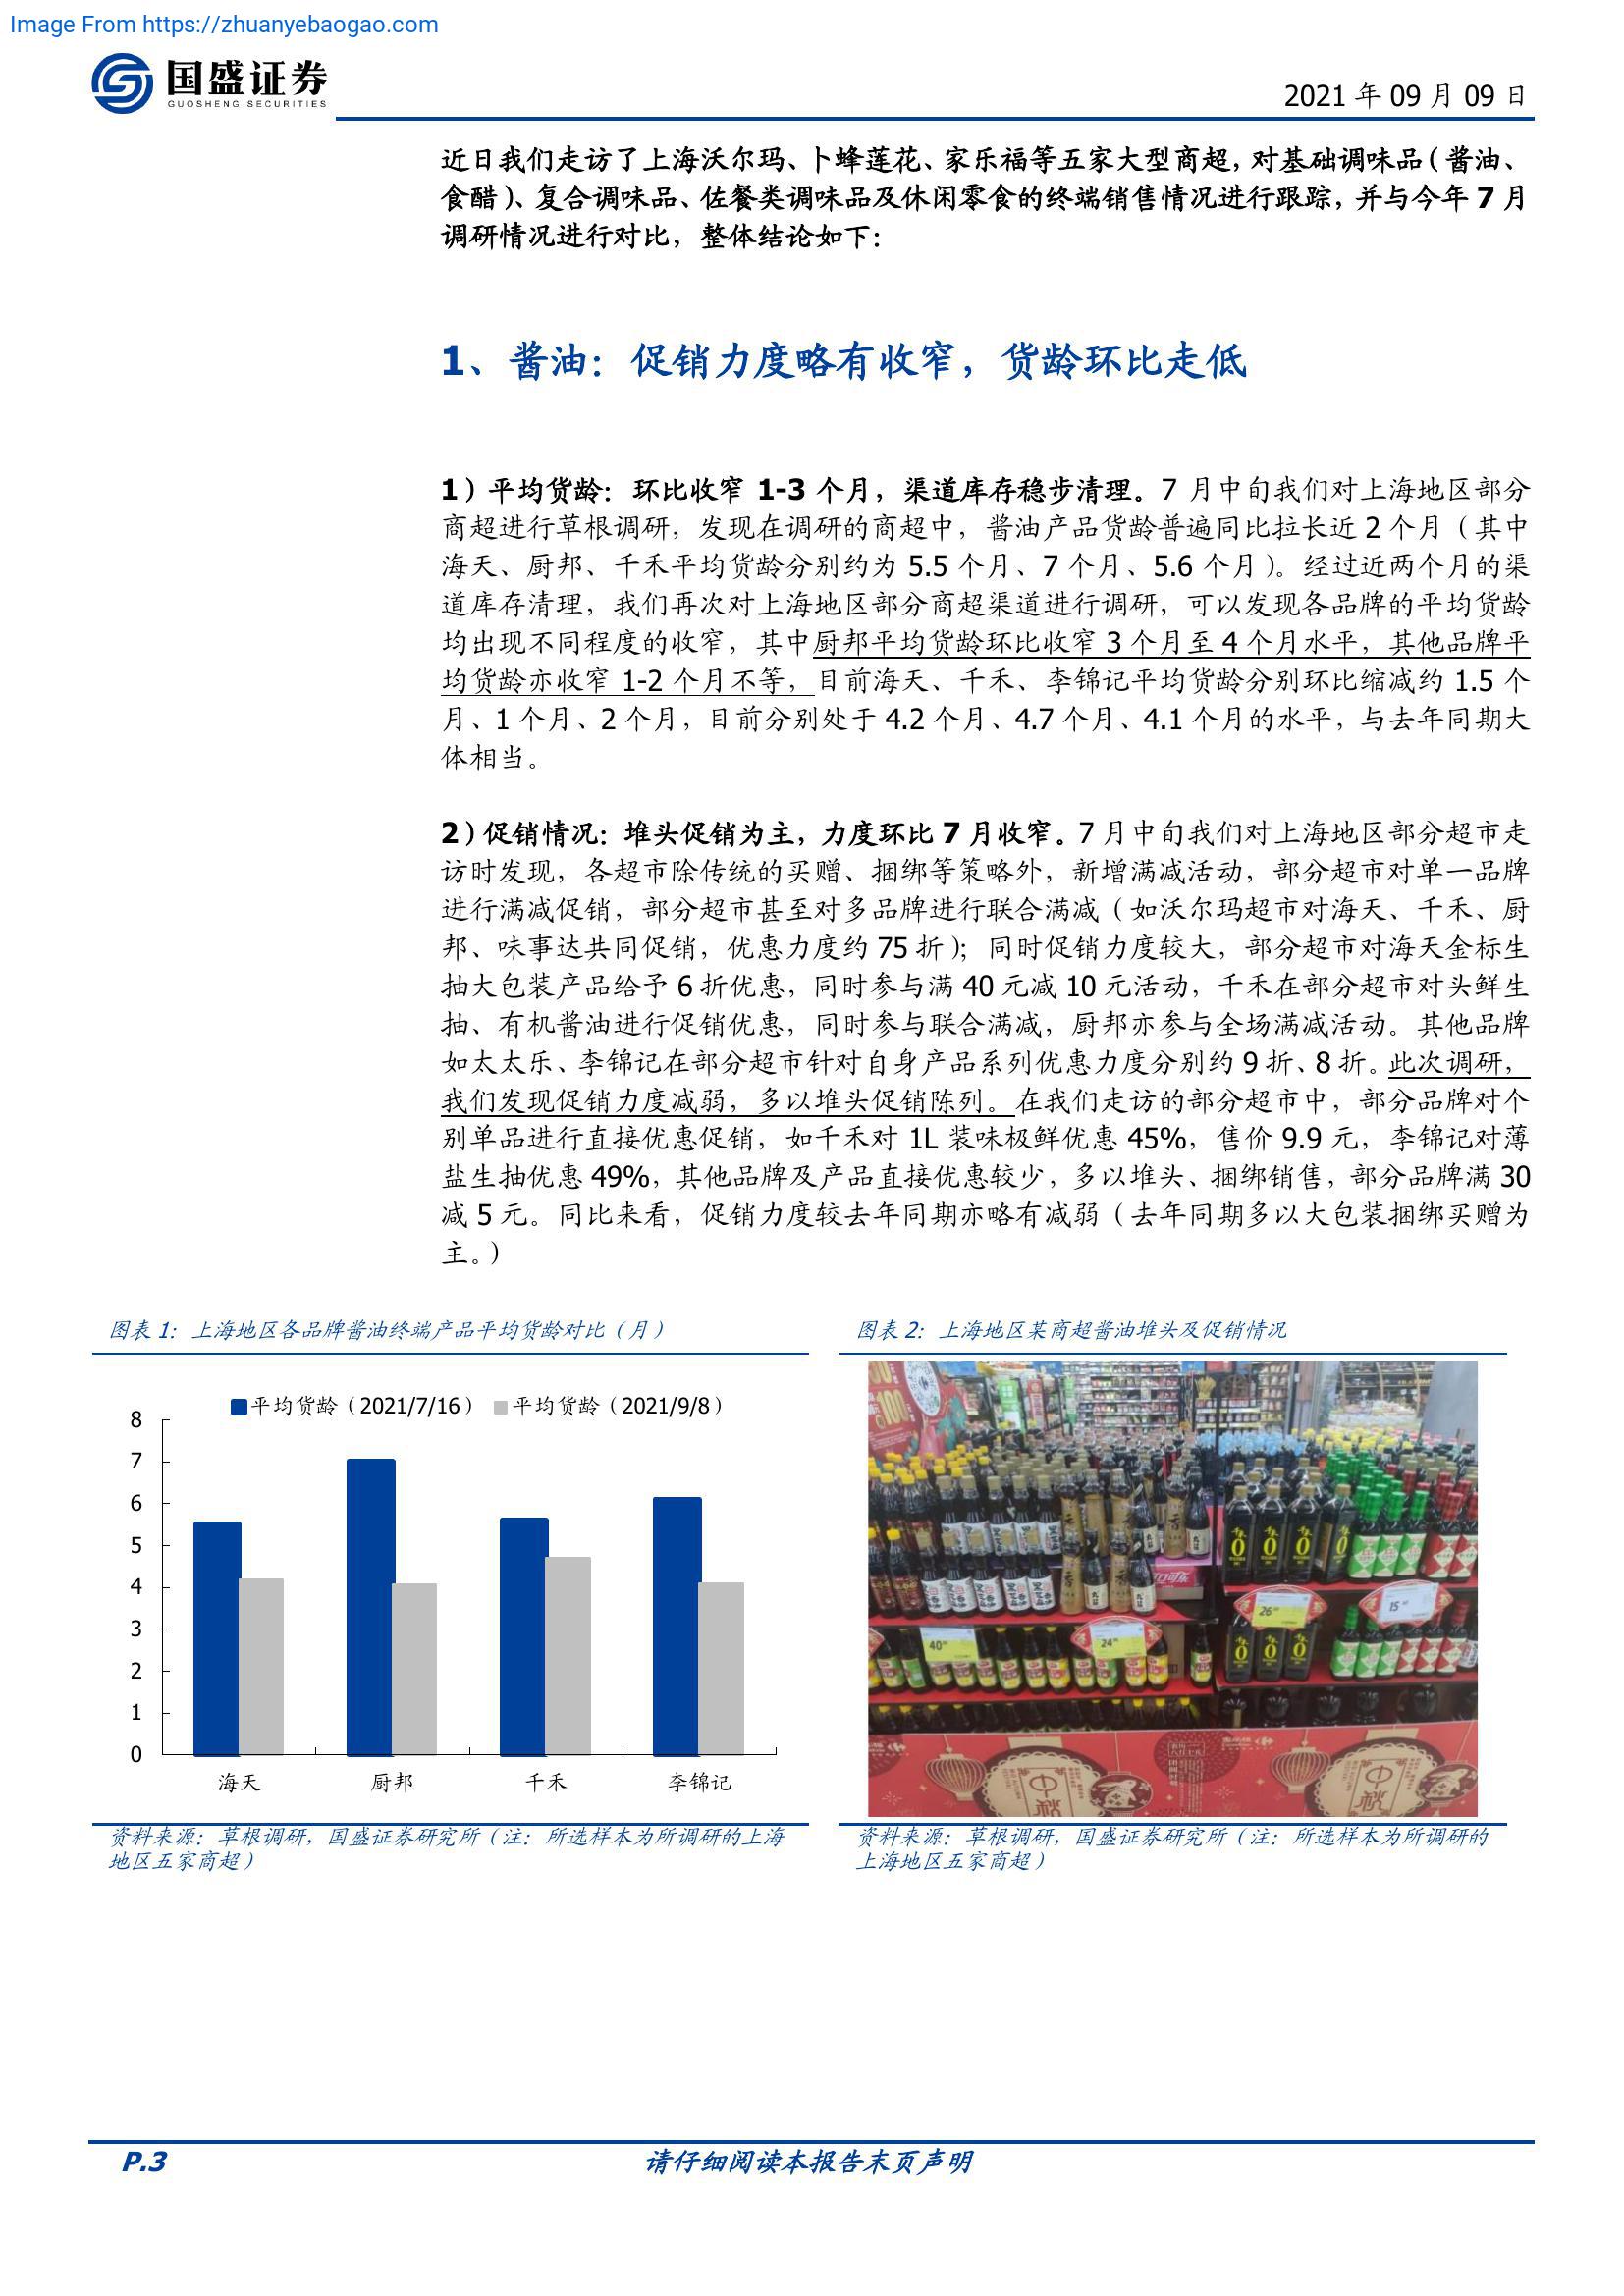 Image From https://zhuanyebaogao.com
国盛证券
GUOSHENG SECURITIES
2021 年 09 月 09 日
近日我们走访了上海沃尔玛、卜蜂莲花、家乐福等五家大型商超，对基础调味品（酱油、
食醋）、复合调味品、佐餐类调味品及休闲零食的终端销售情况进行跟踪，并与今年 7 月
调研情况进行对比，整体结论如下：
1、酱油：促销力度略有收窄，货龄环比走低
1）平均货龄：环比收窄 1-3 个月，渠道库存稳步清理。7 月中旬我们对上海地区部分
商超进行草根调研，发现在调研的商超中，酱油产品货龄普遍同比拉长近 2 个月（其中
海天、厨邦、千禾平均货龄分别约为 5.5 个月、7 个月、5.6 个月）。经过近两个月的渠
道库存清理，我们再次对上海地区部分商超渠道进行调研，可以发现各品牌的平均货龄
均出现不同程度的收窄，其中厨邦平均货龄环比收窄 3 个月至 4 个月水平，其他品牌平
均货龄亦收窄 1-2 个月不等，目前海天、千禾、李锦记平均货龄分别环比缩减约 1.5 个
月、1 个月、2 个月，目前分别处于 4.2 个月、4.7 个月、4.1 个月的水平，与去年同期大
体相当。
2）促销情况：堆头促销为主，力度环比 7 月收窄。7 月中旬我们对上海地区部分超市走
访时发现，各超市除传统的买赠、捆绑等策略外，新增满减活动，部分超市对单一品牌
进行满减促销，部分超市甚至对多品牌进行联合满减（如沃尔玛超市对海天、千禾、厨
邦、味事达共同促销，优惠力度约 75 折）；同时促销力度较大，部分超市对海天金标生
抽大包装产品给予 6 折优惠，同时参与满 40 元减 10 元活动，千禾在部分超市对头鲜生
抽、有机酱油进行促销优惠，同时参与联合满减，厨邦亦参与全场满减活动。其他品牌
如太太乐、李锦记在部分超市针对自身产品系列优惠力度分别约 9 折、8 折。此次调研，
我们发现促销力度减弱，多以堆头促销陈列。在我们走访的部分超市中，部分品牌对个
别单品进行直接优惠促销，如千禾对 1L 装味极鲜优惠 45%，售价 9.9 元，李锦记对薄
盐生抽优惠 49%，其他品牌及产品直接优惠较少，多以堆头、捆绑销售，部分品牌满 30
减 5 元。同比来看，促销力度较去年同期亦略有减弱（去年同期多以大包装捆绑买赠为
主。）
图表 1：上海地区各品牌酱油终端产品平均货龄对比（月）
平均货龄（2021/7/16） 平均货龄（2021/9/8）
8
7
6
5
4
3
2
1
0
海天 厨邦 千禾 李锦记
资料来源：草根调研，国盛证券研究所（注：所选样本为所调研的上海
地区五家商超）
图表 2：上海地区某商超酱油堆头及促销情况
26
15
40
24
中秋
中秋
资料来源：草根调研，国盛证券研究所（注：所选样本为所调研的
上海地区五家商超）
P.3
请仔细阅读本报告末页声明